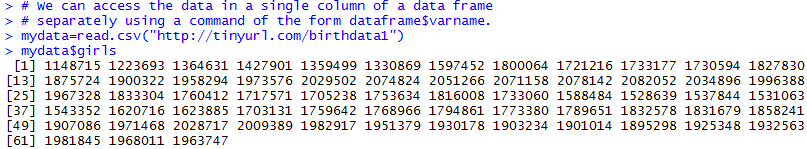 > # We can access the data in a single column of a data frame
> # separately using a command of the form dataframe$varname.
> mydata=read.csv("http://tinyurl.com/birthdata1")
> mydata$girls
[1] 1148715 1223693 1364631 1427901 1359499 1330869 1597452 1800064 1721216 1733177 1730594 1827830
[13] 1875724 1900322 1958294 1973576 2029502 2074824 2051266 2071158 2078142 2082052 2034896 1996388
[25] 1967328 1833304 1760412 1717571 1705238 1753634 1816008 1733060 1588484 1528639 1537844 1531063
[37] 1543352 1620716 1623885 1703131 1759642 1768966 1794861 1773380 1789651 1832578 1831679 1858241
[49] 1907086 1971468 2028717 2009389 1982917 1951379 1930178 1903234 1901014 1895298 1925348 1932563
[61] 1981845 1968011 1963747